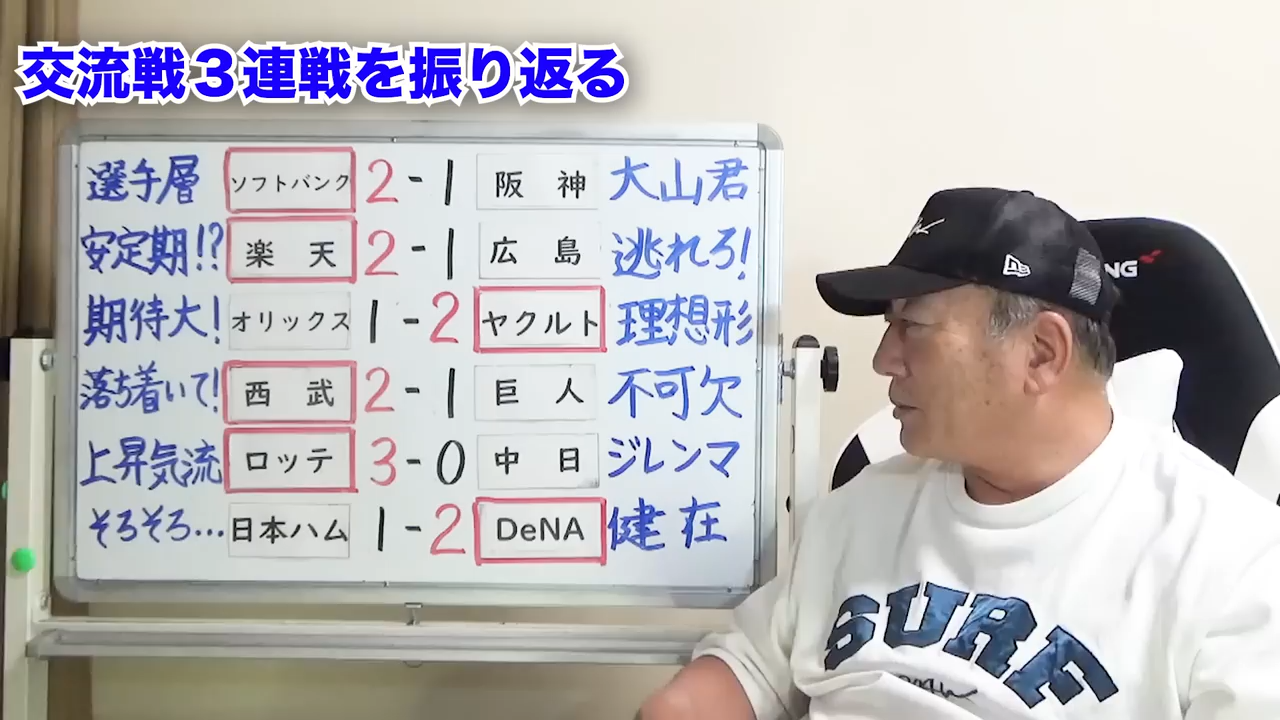 交流戦３連戦を振り返る
選手層 ソフトバンク 2-1 阪神 大山君
安定期!? 楽天 2-1 広島 逃れろ!
期待大! オリックス 1-2 ヤクルト 理想形
落ち着いて! 西武 2-1 巨人 不可欠
上昇気流 ロッテ 3-0 中日 ジレンマ
そろそろ… 日本ハム 1-2 DeNA 健在
NG
SURF